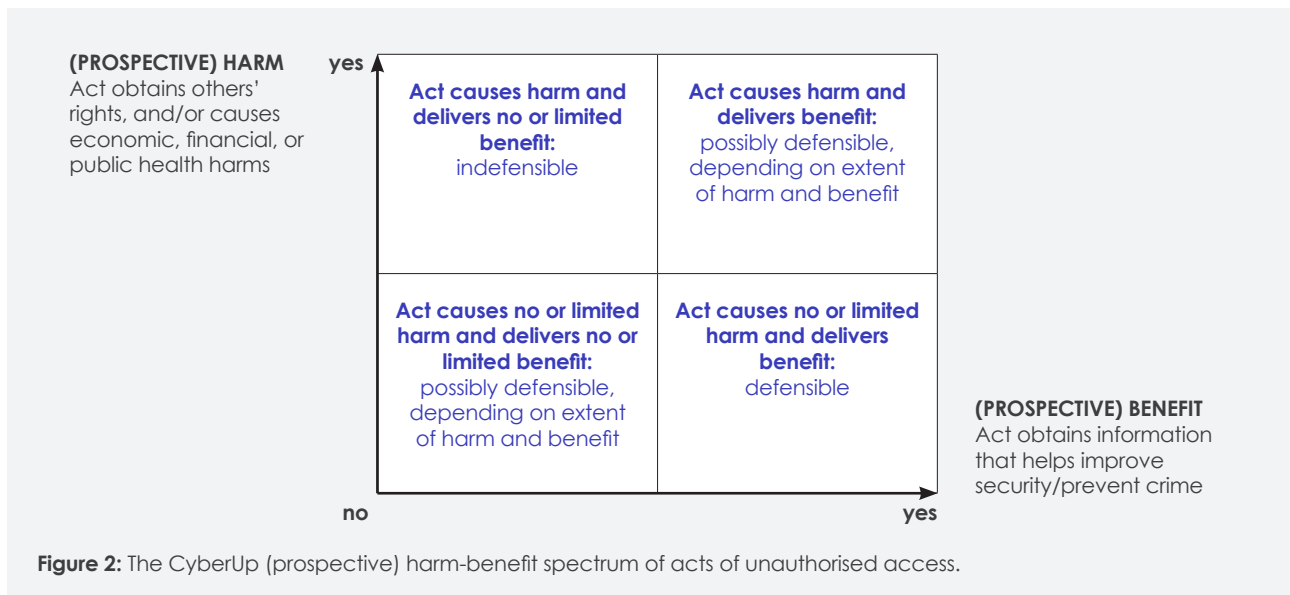 (PROSPECTIVE) HARM
Act obtains others'
rights, and/or causes
economic, financial, or
public health harms
yes
Act causes harm and
delivers no or limited
benefit:
indefensible
Act causes harm and
delivers benefit:
possibly defensible,
depending on extent
of harm and benefit
Act causes no or limited
harm and delivers no or
limited benefit:
possibly defensible,
depending on extent
of harm and benefit
Act causes no or limited
harm and delivers
benefit:
defensible
(PROSPECTIVE) BENEFIT
Act obtains information
that helps improve
security/prevent crime
no
yes
Figure 2: The CyberUp (prospective) harm-benefit spectrum of acts of unauthorised access.